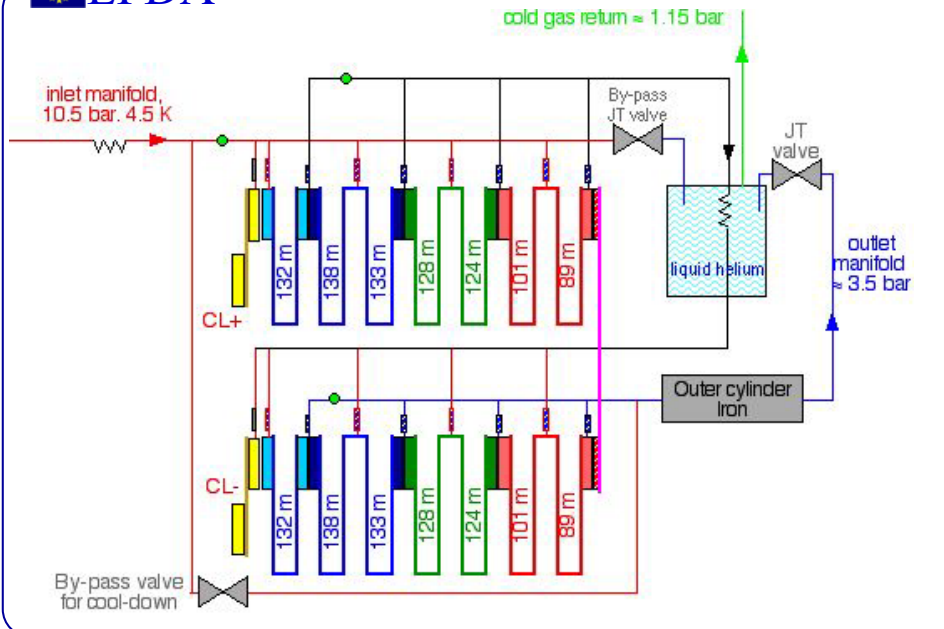 EFDA
cold gas return ≈ 1.15 bar
inlet manifold,
10.5 bar. 4.5 K
By-pass
JT valve
JT
valve
132 m
138 m
133 m
128 m
124 m
101 m
89 m
liquid helium
outlet
manifold
≈ 3.5 bar
CL+
Outer cylinder
Iron
CL-
132 m
138 m
133 m
128 m
124 m
101 m
89 m
By-pass valve
for cool-down